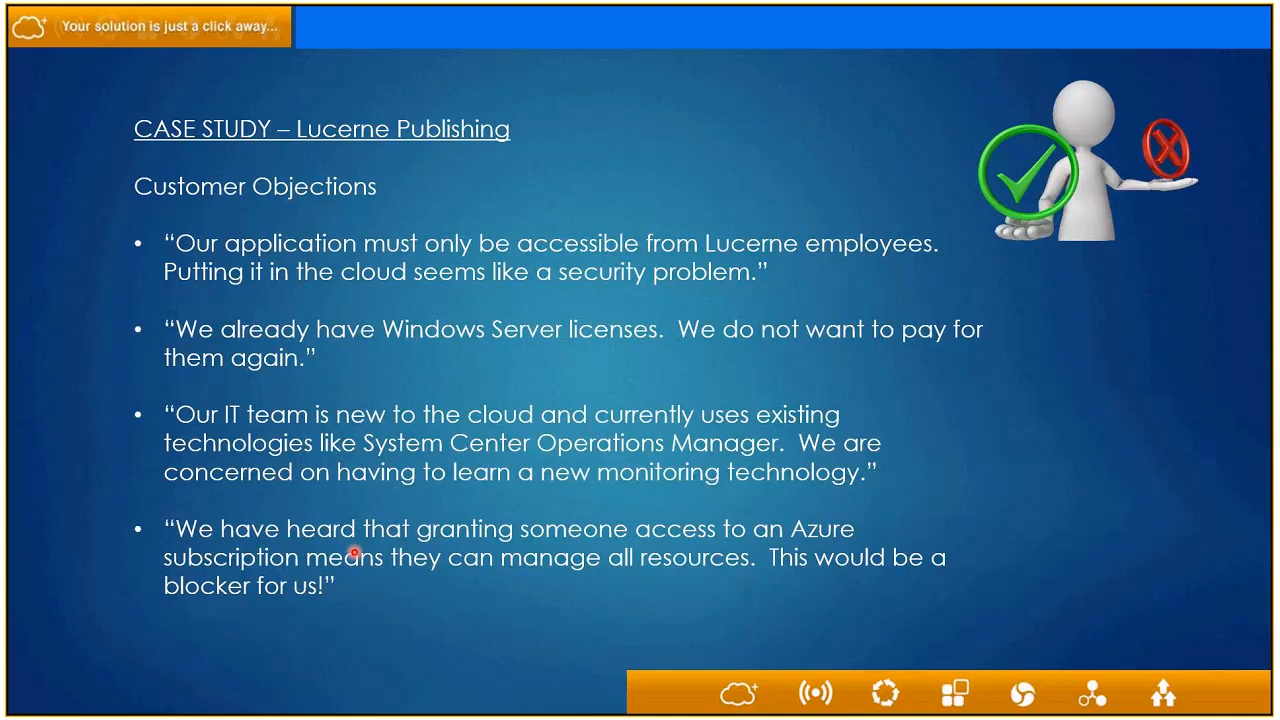 Your solution is just a click away...
CASE STUDY – Lucerne Publishing
Customer Objections
• “Our application must only be accessible from Lucerne employees.
Putting it in the cloud seems like a security problem.”
• “We already have Windows Server licenses.  We do not want to pay for
them again.”
• “Our IT team is new to the cloud and currently uses existing
technologies like System Center Operations Manager.  We are
concerned on having to learn a new monitoring technology.”
• “We have heard that granting someone access to an Azure
subscription means they can manage all resources.  This would be a
blocker for us!”